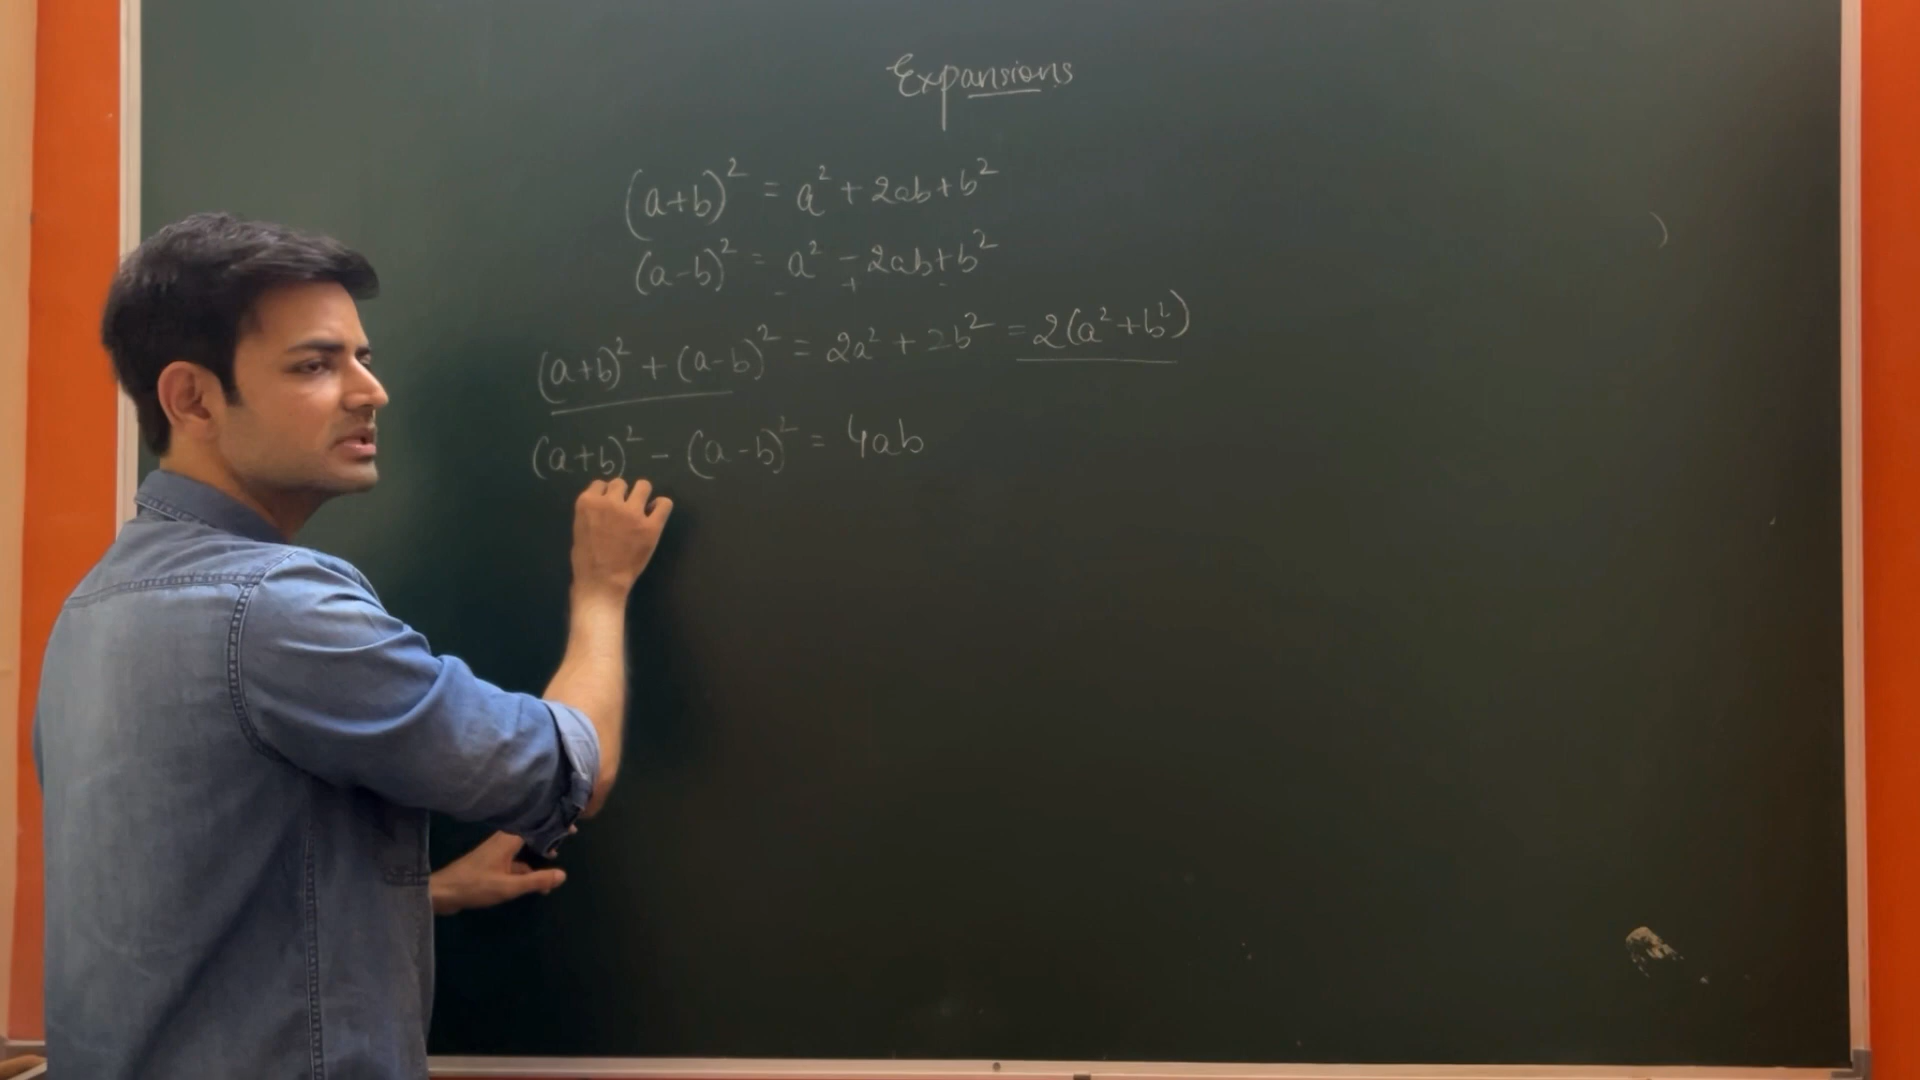 Expansions
(a+b)² = a² + 2ab + b²
(a-b)² = a² - 2ab + b²
- + -
(a+b)² + (a-b)² = 2a² + 2b² = 2(a² + b²)
(a+b)² - (a-b)² = 4ab
)